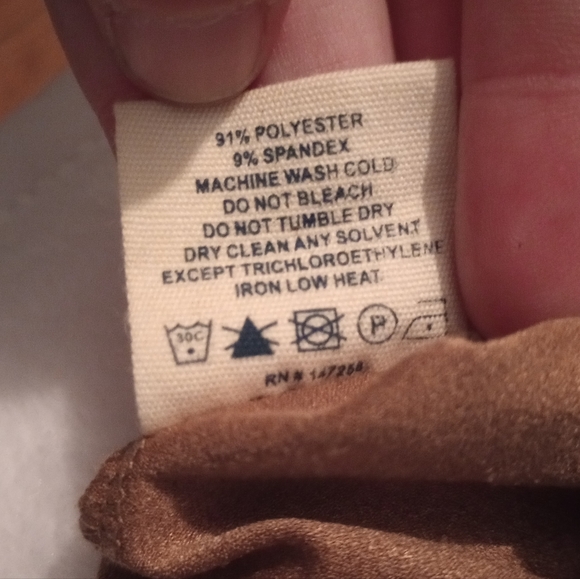 91% POLYESTER
9% SPANDEX
MACHINE WASH COLD
DO NOT BLEACH
DO NOT TUMBLE DRY
DRY CLEAN ANY SOLVENT
EXCEPT TRICHLOROETHYLENE
IRON LOW HEAT
30C P
RN #